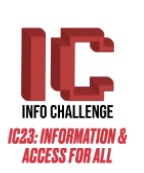 IC
INFO CHALLENGE
IC23: INFORMATION &
ACCESS FOR ALL